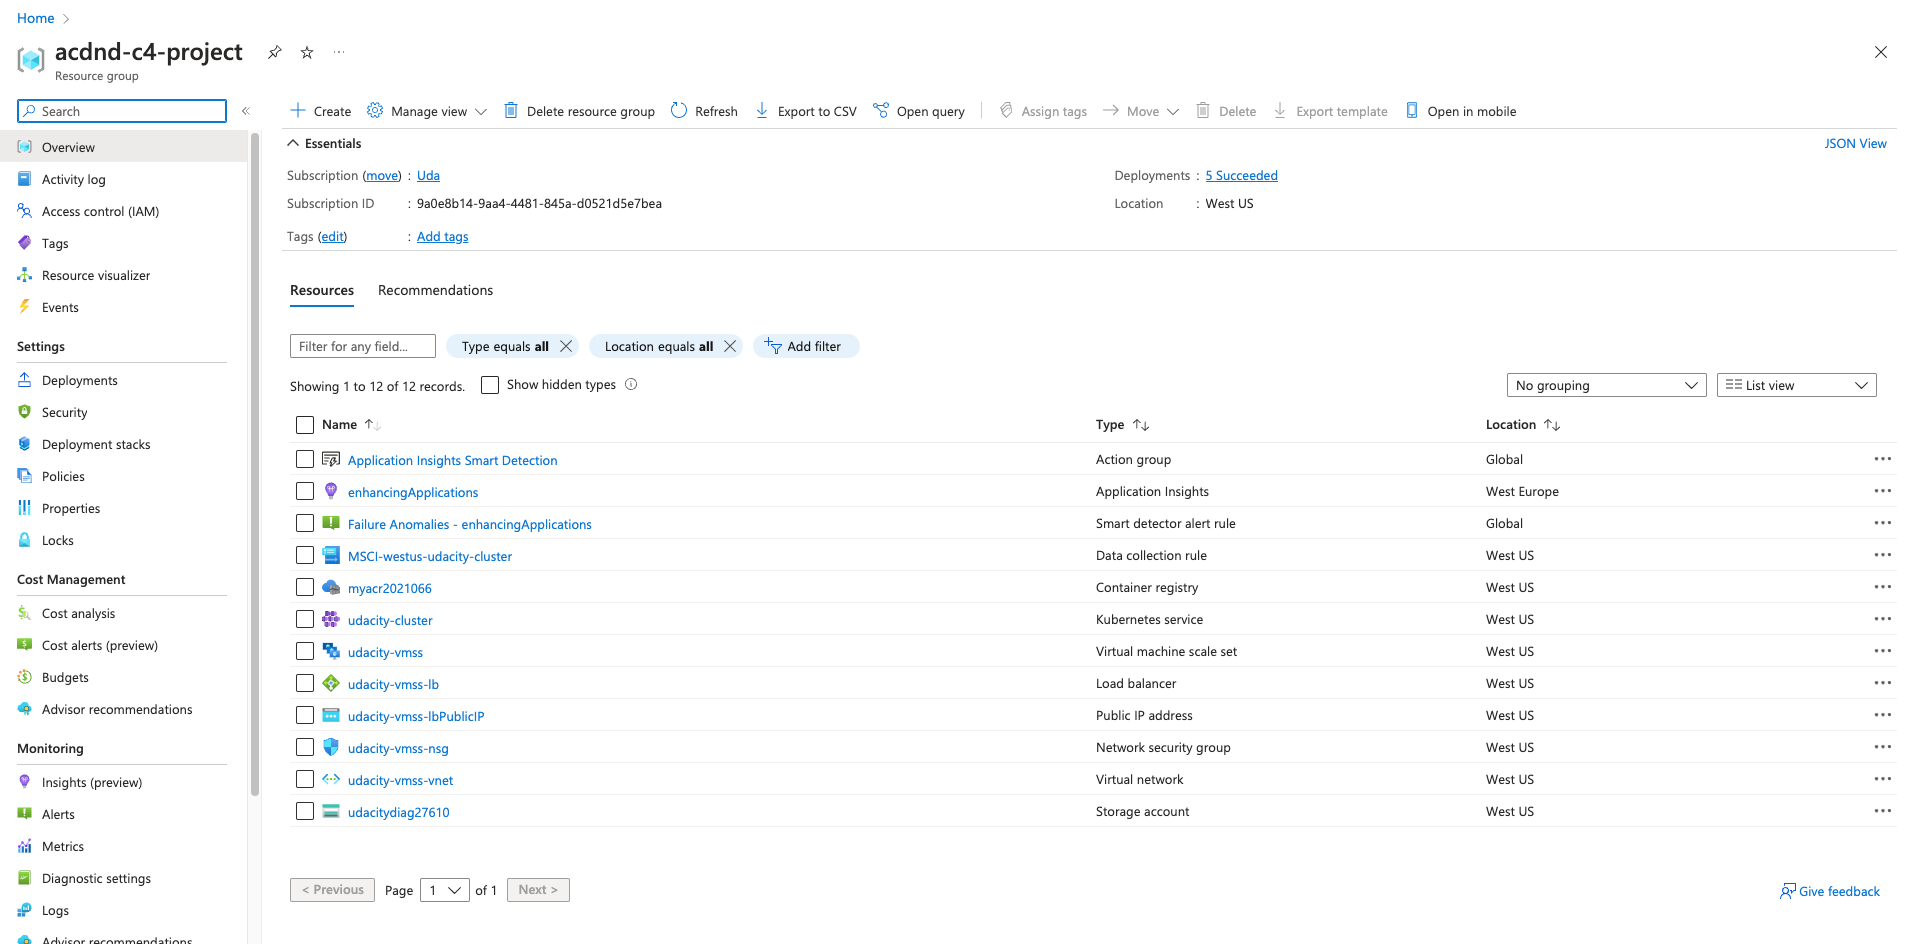 Home
acdnd-c4-project
Resource group
Search
Create Manage view Delete resource group Refresh Export to CSV Open query Assign tags Move Delete Export template Open in mobile
Overview
Activity log
Access control (IAM)
Tags
Resource visualizer
Events
Settings
Deployments
Security
Deployment stacks
Policies
Properties
Locks
Cost Management
Cost analysis
Cost alerts (preview)
Budgets
Advisor recommendations
Monitoring
Insights (preview)
Alerts
Metrics
Diagnostic settings
Logs
Advisor recommendations
Essentials JSON View
Subscription (move) : Uda Deployments : 5 Succeeded
Subscription ID : 9a0e8b14-9aa4-4481-845a-d0521d5e7bea Location : West US
Tags (edit) : Add tags
Resources Recommendations
Filter for any field... Type equals all Location equals all Add filter
Showing 1 to 12 of 12 records. Show hidden types No grouping List view
Name Type Location
Application Insights Smart Detection Action group Global
enhancingApplications Application Insights West Europe
Failure Anomalies - enhancingApplications Smart detector alert rule Global
MSCI-westus-udacity-cluster Data collection rule West US
myacr2021066 Container registry West US
udacity-cluster Kubernetes service West US
udacity-vmss Virtual machine scale set West US
udacity-vmss-lb Load balancer West US
udacity-vmss-lbPublicIP Public IP address West US
udacity-vmss-nsg Network security group West US
udacity-vmss-vnet Virtual network West US
udacitydiag27610 Storage account West US
< Previous Page 1 of 1 Next >
Give feedback